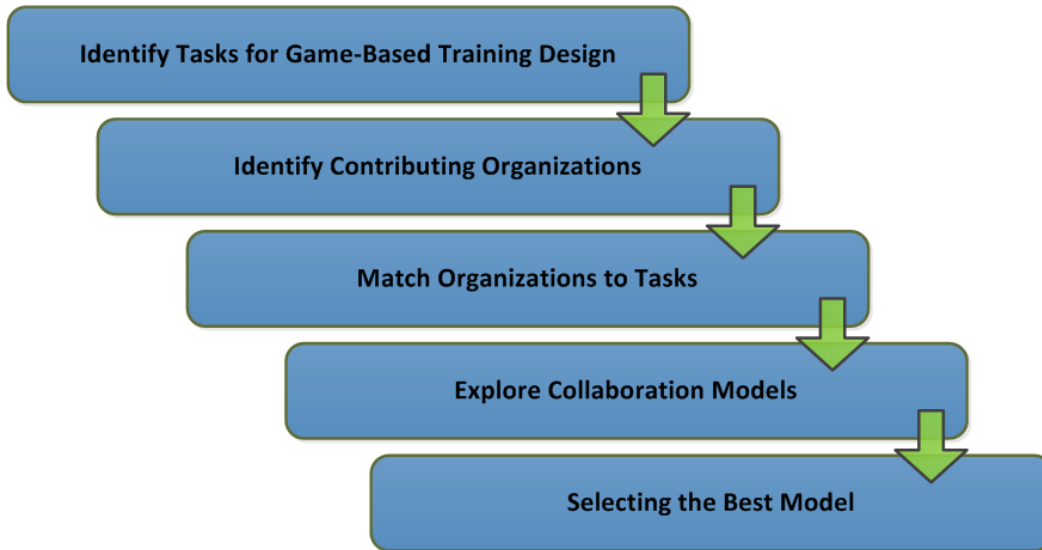 Identify Tasks for Game-Based Training Design
Identify Contributing Organizations
Match Organizations to Tasks
Explore Collaboration Models
Selecting the Best Model